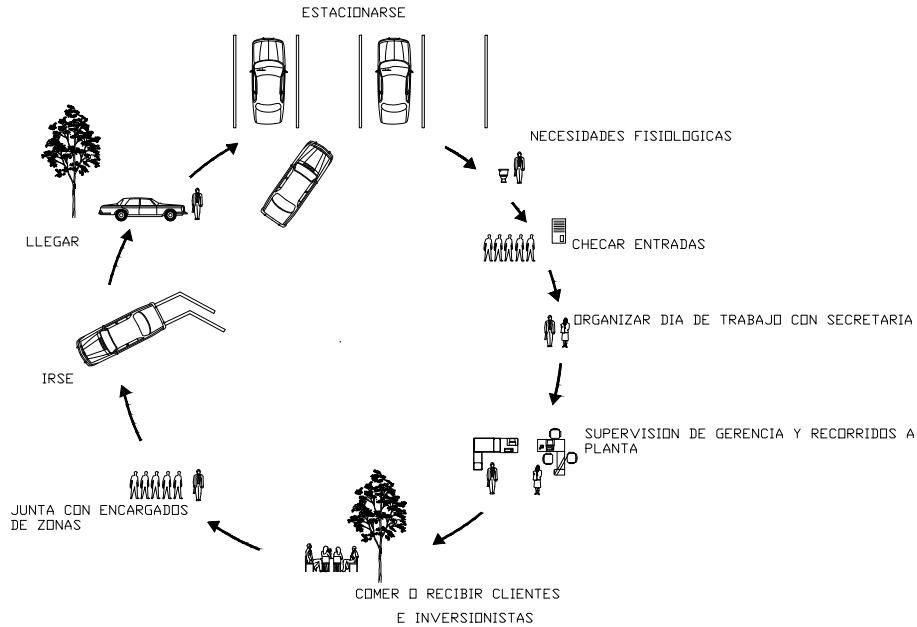 ESTACIONARSE
NECESIDADES FISIOLOGICAS
CHECAR ENTRADAS
ORGANIZAR DIA DE TRABAJO CON SECRETARIA
SUPERVISION DE GERENCIA Y RECORRIDOS A
PLANTA
COMER O RECIBIR CLIENTES
E INVERSIONISTAS
JUNTA CON ENCARGADOS
DE ZONAS
IRSE
LLEGAR